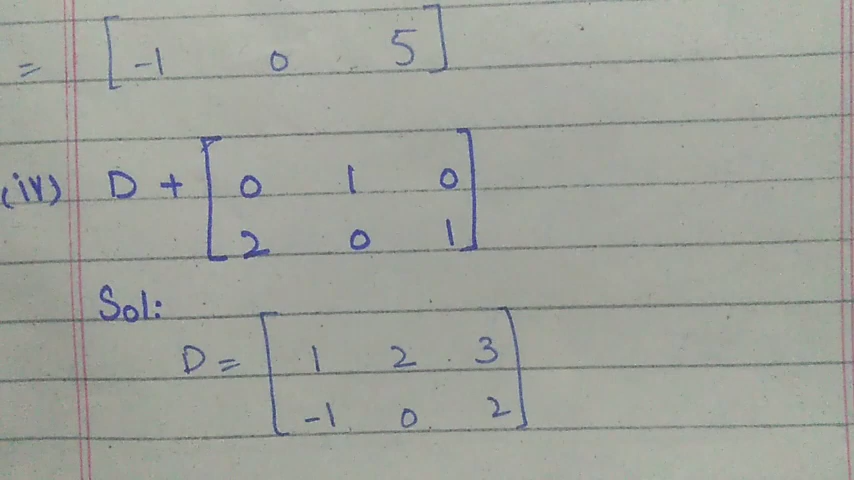 = [ -1 0 5 ]
(iv) D + [ 0 1 0
2 0 1 ]
Sol:
D = [ 1 2 3
-1 0 2 ]